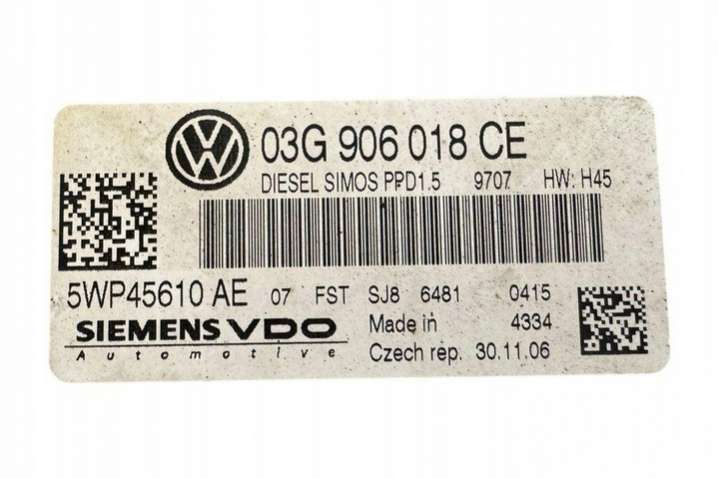 03G 906 018 CE
DIESEL SIMOS PPD1.5 9707 HW: H45
5WP45610 AE 07 FST SJ8 6481 0415
SIEMENS VDO Made in 4334
Automotive Czech rep. 30.11.06